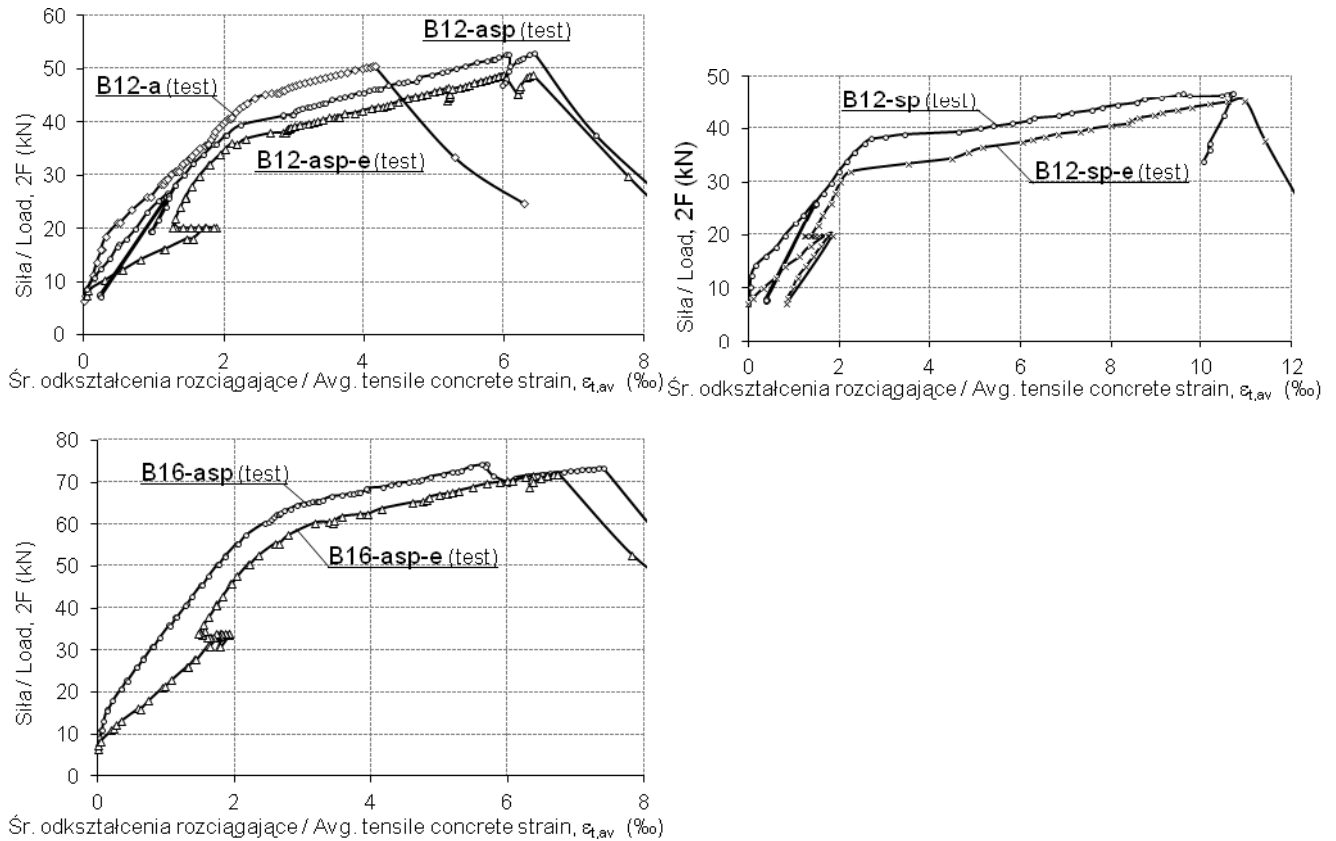 60
50
40
30
20
10
0
0 2 4 6 8
Siła / Load, 2F (kN)
B12-asp (test)
B12-a (test)
B12-asp-e (test)
Śr. odkształcenia rozciągające / Avg. tensile concrete strain, εt,av (‰)
50
40
30
20
10
0
0 2 4 6 8 10 12
Siła / Load, 2F (kN)
B12-sp (test)
B12-sp-e (test)
Śr. odkształcenia rozciągające / Avg. tensile concrete strain, εt,av (‰)
80
70
60
50
40
30
20
10
0
0 2 4 6 8
Siła / Load, 2F (kN)
B16-asp (test)
B16-asp-e (test)
Śr. odkształcenia rozciągające / Avg. tensile concrete strain, εt,av (‰)